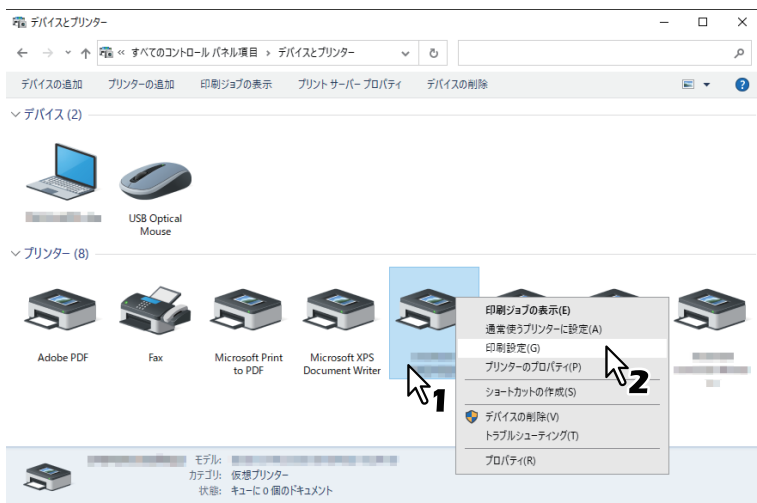 デバイスとプリンター
« すべてのコントロール パネル項目 › デバイスとプリンター
デバイスの追加 プリンターの追加 印刷ジョブの表示 プリント サーバー プロパティ デバイスの削除
デバイス (2)
USB Optical
Mouse
プリンター (8)
Adobe PDF
Fax
Microsoft Print
to PDF
Microsoft XPS
Document Writer
1
印刷ジョブの表示(E)
通常使うプリンターに設定(A)
印刷設定(G)
プリンターのプロパティ(P)
2
ショートカットの作成(S)
デバイスの削除(V)
トラブルシューティング(T)
プロパティ(R)
モデル:
カテゴリ: 仮想プリンター
状態: キューに 0 個のドキュメント